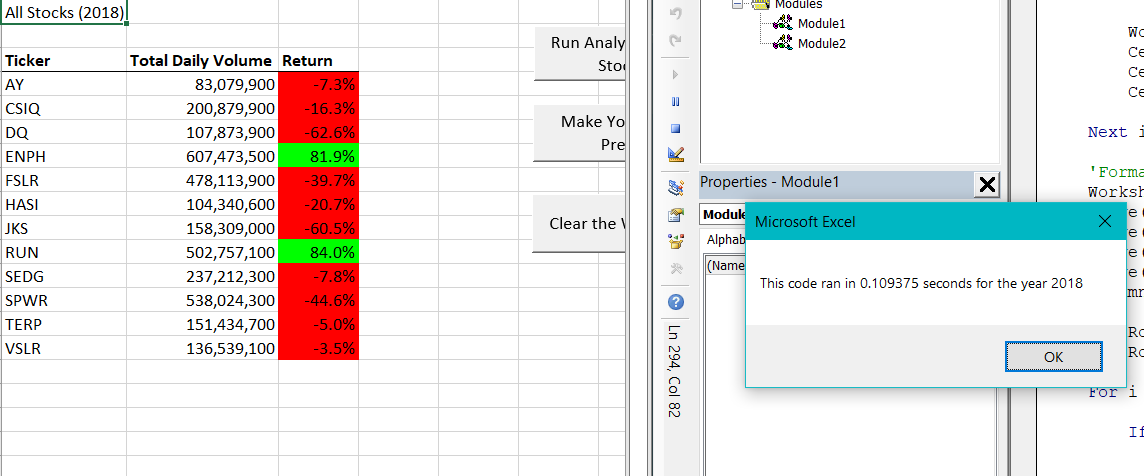 All Stocks (2018)
Ticker Total Daily Volume Return
AY 83,079,900 -7.3%
CSIQ 200,879,900 -16.3%
DQ 107,873,900 -62.6%
ENPH 607,473,500 81.9%
FSLR 478,113,900 -39.7%
HASI 104,340,600 -20.7%
JKS 158,309,000 -60.5%
RUN 502,757,100 84.0%
SEDG 237,212,300 -7.8%
SPWR 538,024,300 -44.6%
TERP 151,434,700 -5.0%
VSLR 136,539,100 -3.5%
Run Analy
Sto
Make Yo
Pre
Clear the
Ln 294, Col 82
Modules
Module1
Module2
Properties - Module1
Module
Alphab
(Name
Microsoft Excel
This code ran in 0.109375 seconds for the year 2018
OK
Wo
Ce
Ce
Ce
Next i
'Forma
Worksh
e
e
e
e
mn
Ro
Ro
For i
If